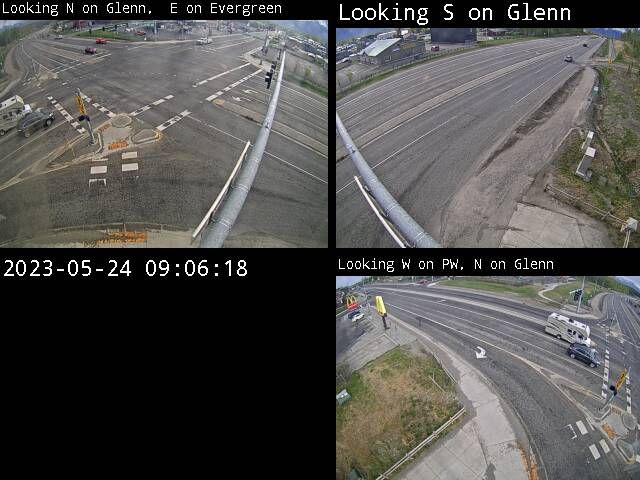 Looking N on Glenn, E on Evergreen
Looking S on Glenn
2023-05-24 09:06:18
Looking W on PW, N on Glenn